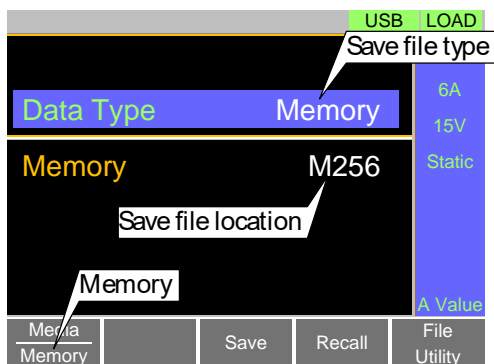 USB LOAD
Save file type
6A
Data Type Memory
15V
Memory M256
Static
Save file location
Memory
A Value
Media
Memory
Save
Recall
File
Utility